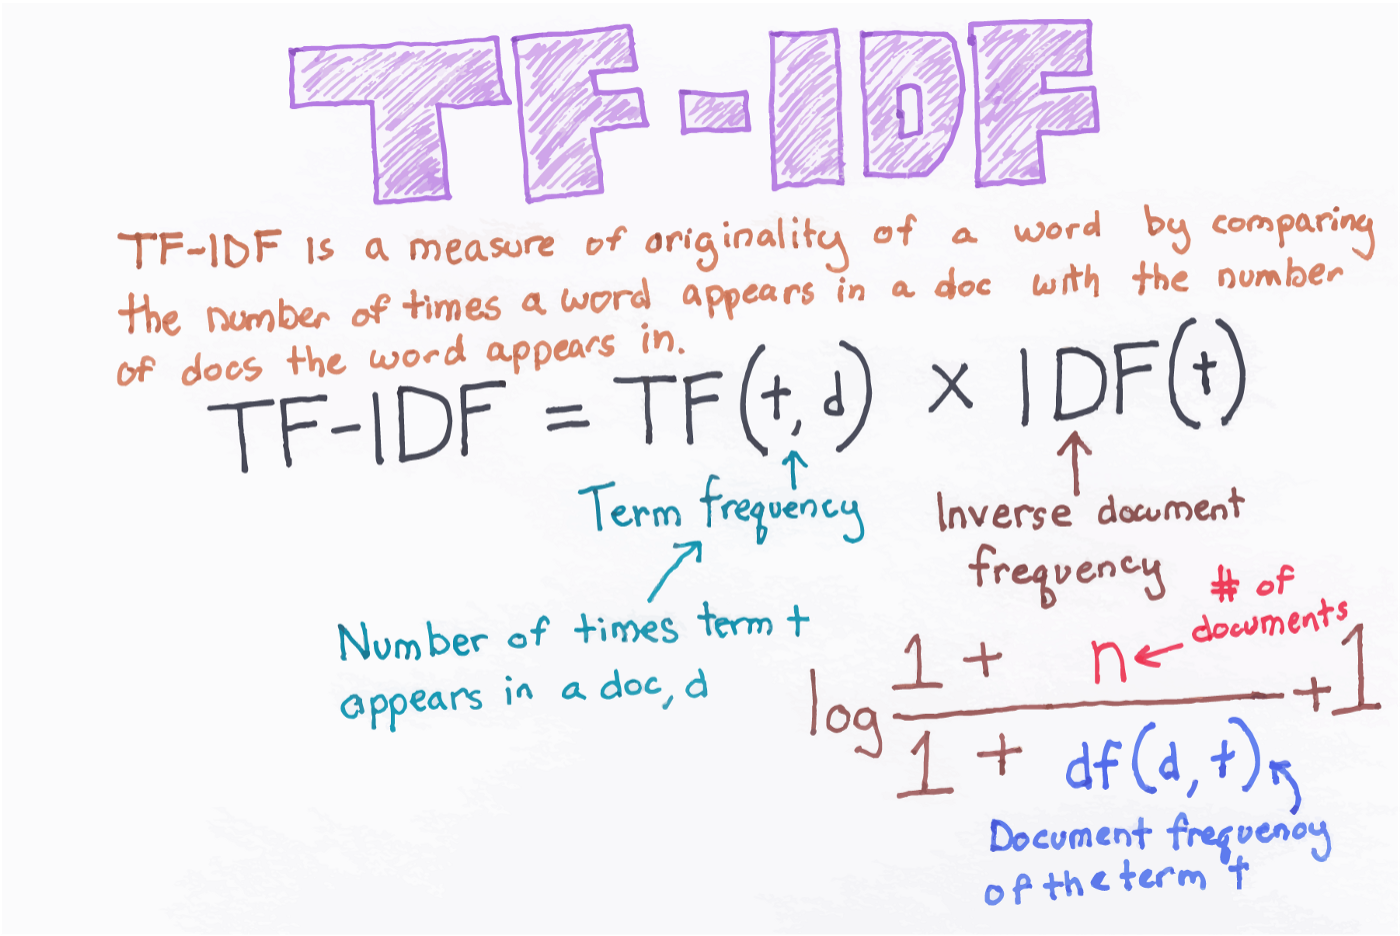 TF-IDF
TF-IDF is a measure of originality of a word by comparing
the number of times a word appears in a doc with the number
of docs the word appears in.
TF-IDF = TF(t, d) x IDF(t)
Term frequency
Inverse document
frequency
Number of times term t
appears in a doc, d
# of
documents
log 1 + n + 1
1 + df(d, t)
Document frequency
of the term t